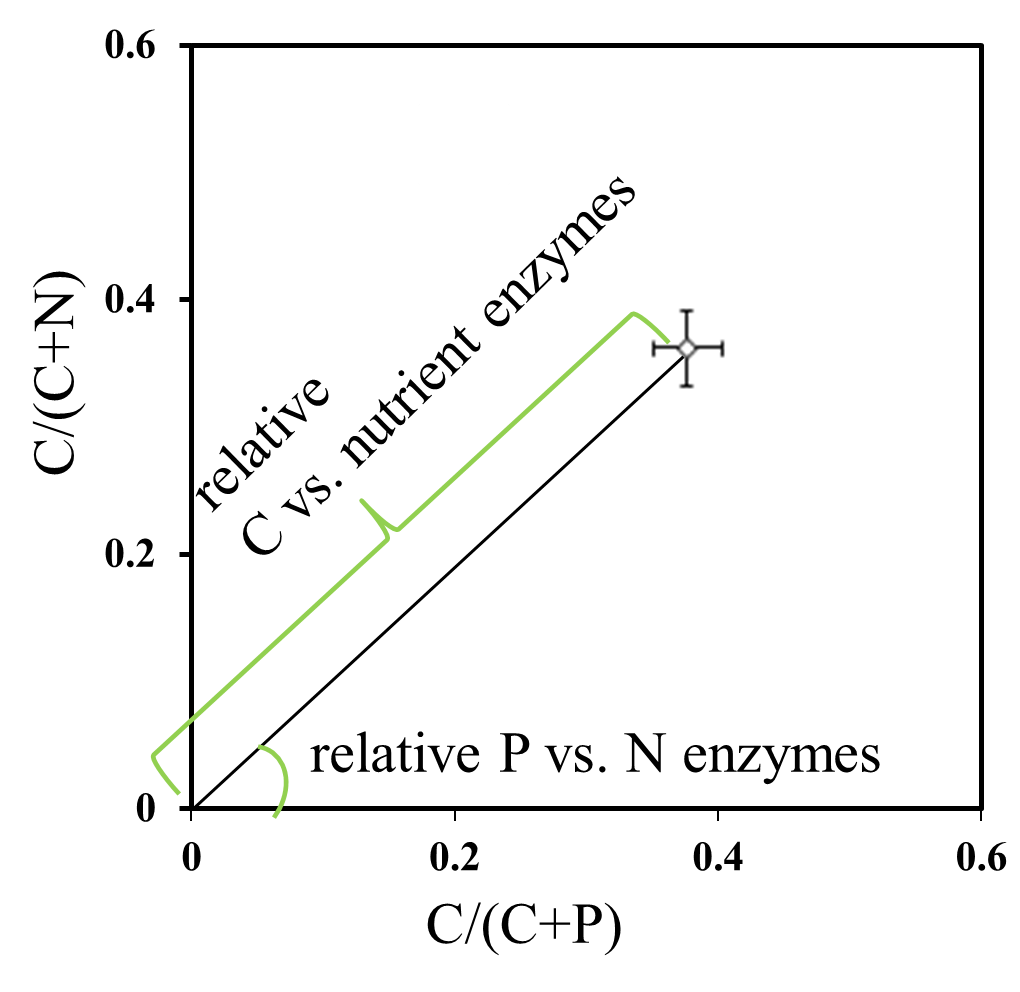 0.6
0.4
0.2
0
C/(C+N)
relative
C vs. nutrient enzymes
relative P vs. N enzymes
0
0.2
0.4
0.6
C/(C+P)